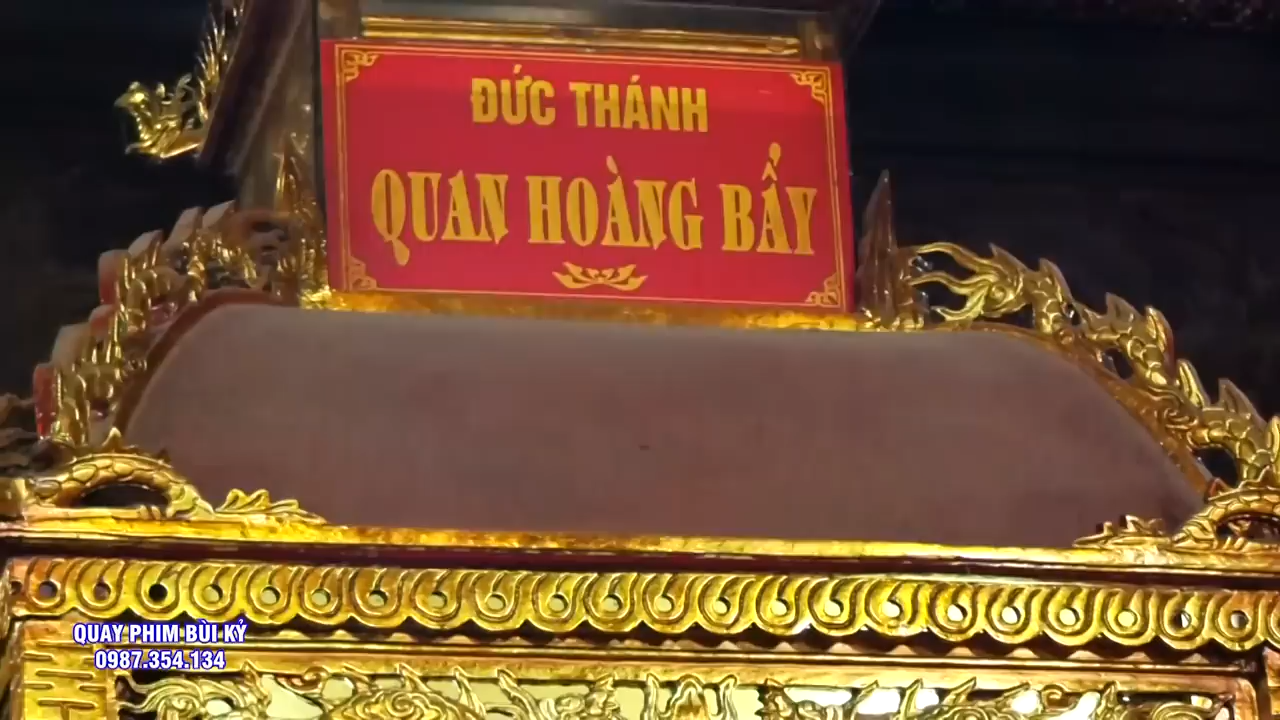 ĐỨC THÁNH
QUAN HOÀNG BẨY
QUAY PHIM BÙI KỶ
0987.354.134